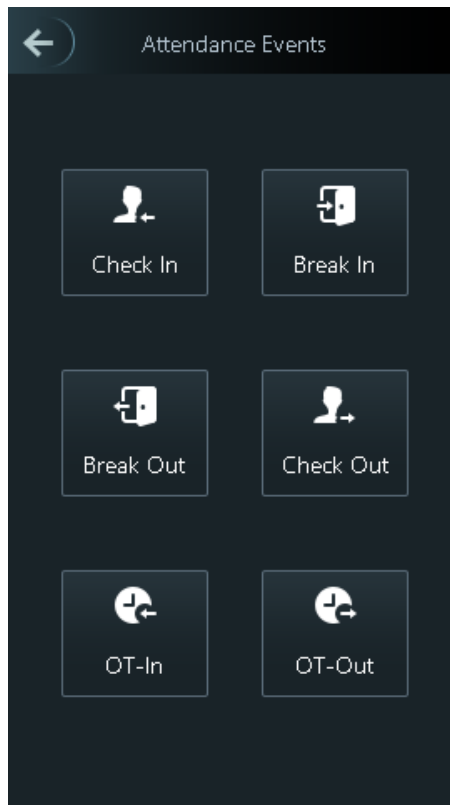 Attendance Events
Check In
Break In
Break Out
Check Out
OT-In
OT-Out